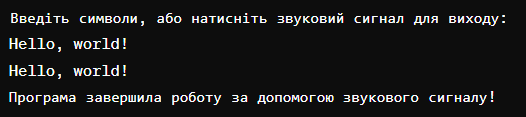 Введіть символи, або натисніть звуковий сигнал для виходу:
Hello, world!
Hello, world!
Програма завершила роботу за допомогою звукового сигналу!